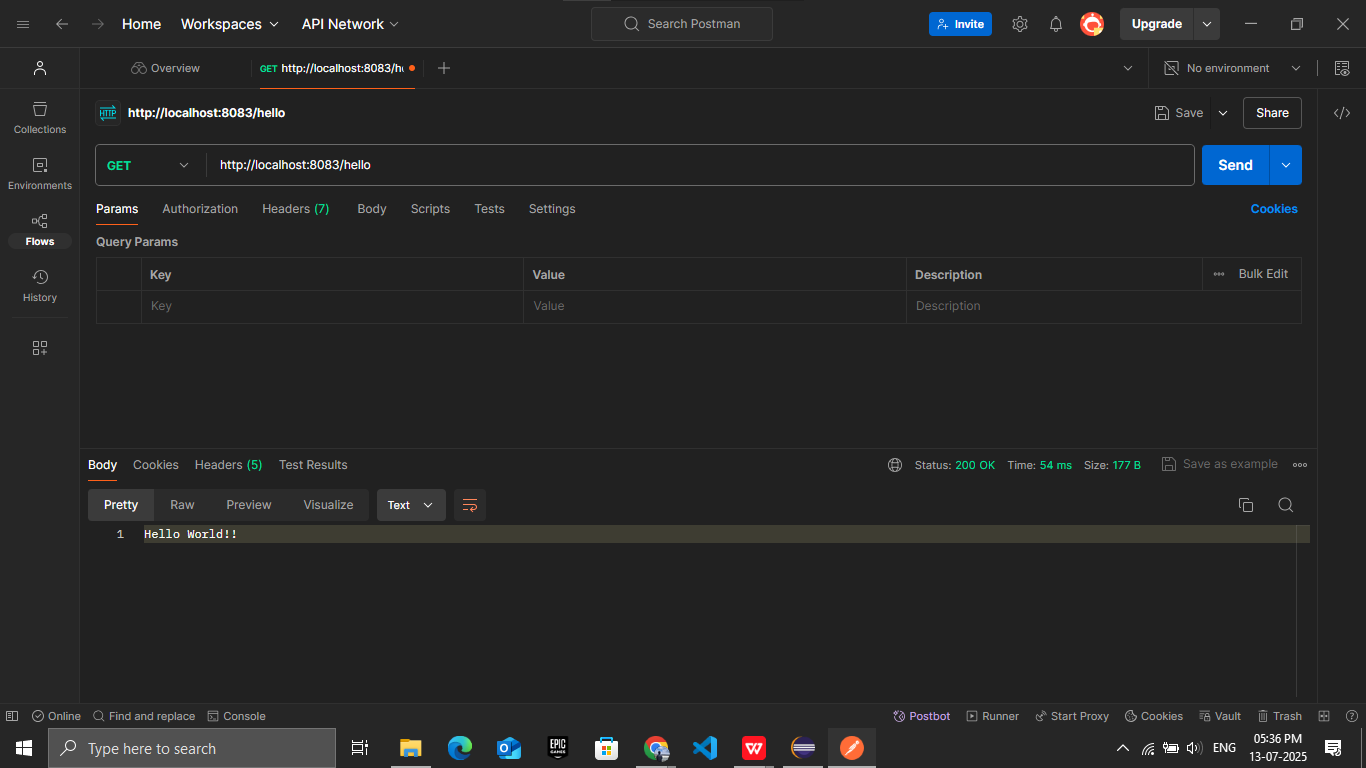 Home Workspaces API Network Search Postman Invite Upgrade
Overview GET http://localhost:8083/he No environment
HTTP http://localhost:8083/hello Save Share
Collections
GET http://localhost:8083/hello Send
Environments
Params Authorization Headers (7) Body Scripts Tests Settings Cookies
Flows
Query Params
Key Value Description Bulk Edit
History
Key Value Description
Body Cookies Headers (5) Test Results Status: 200 OK Time: 54 ms Size: 177 B Save as example
Pretty Raw Preview Visualize Text
1 Hello World!!
Online Find and replace Console Postbot Runner Start Proxy Cookies Vault Trash
Type here to search EPIC GAMES ENG 05:36 PM
13-07-2025